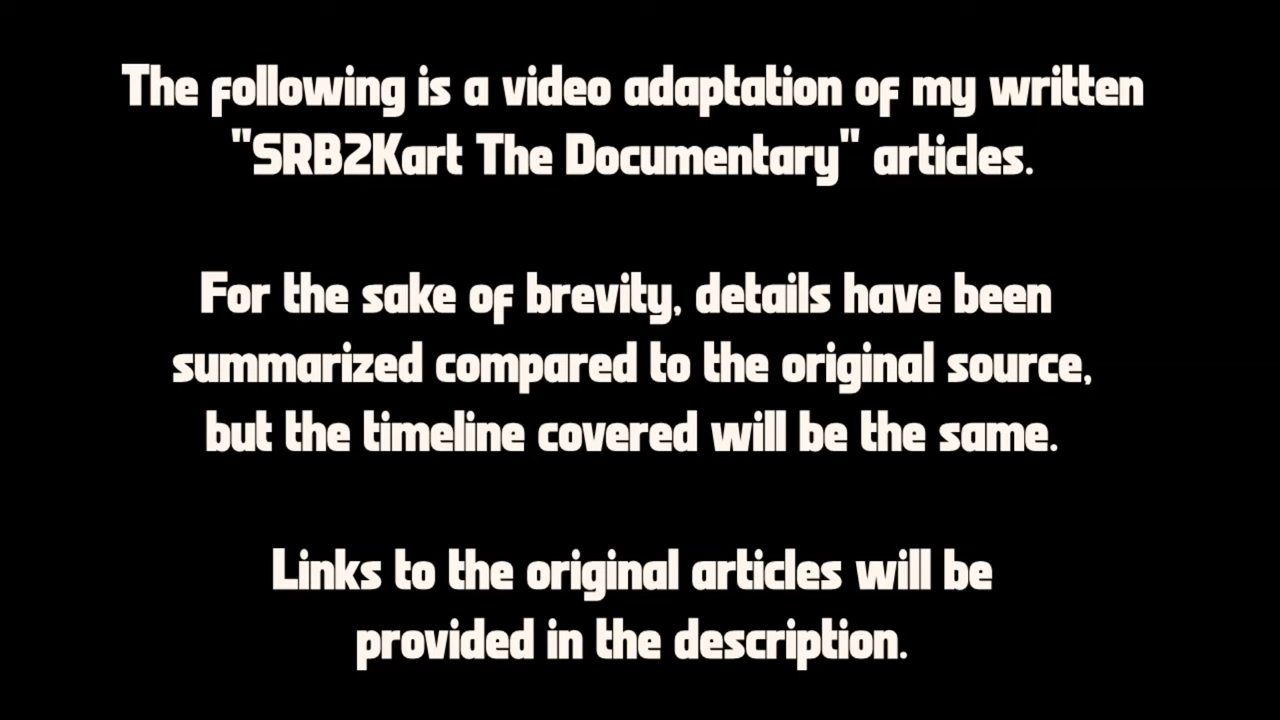 The following is a video adaptation of my written
"SRB2Kart The Documentary" articles.
For the sake of brevity, details have been
summarized compared to the original source,
but the timeline covered will be the same.
Links to the original articles will be
provided in the description.